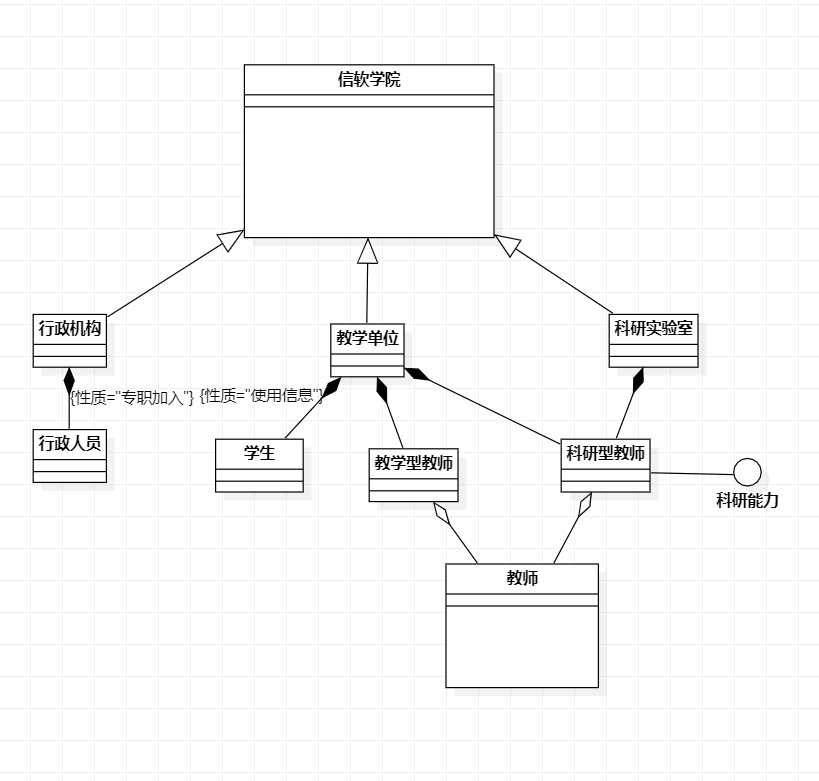 信软学院
行政机构
教学单位
科研实验室
{性质="专职加入"}
{性质="使用信息"}
行政人员
学生
教学型教师
科研型教师
科研能力
教师